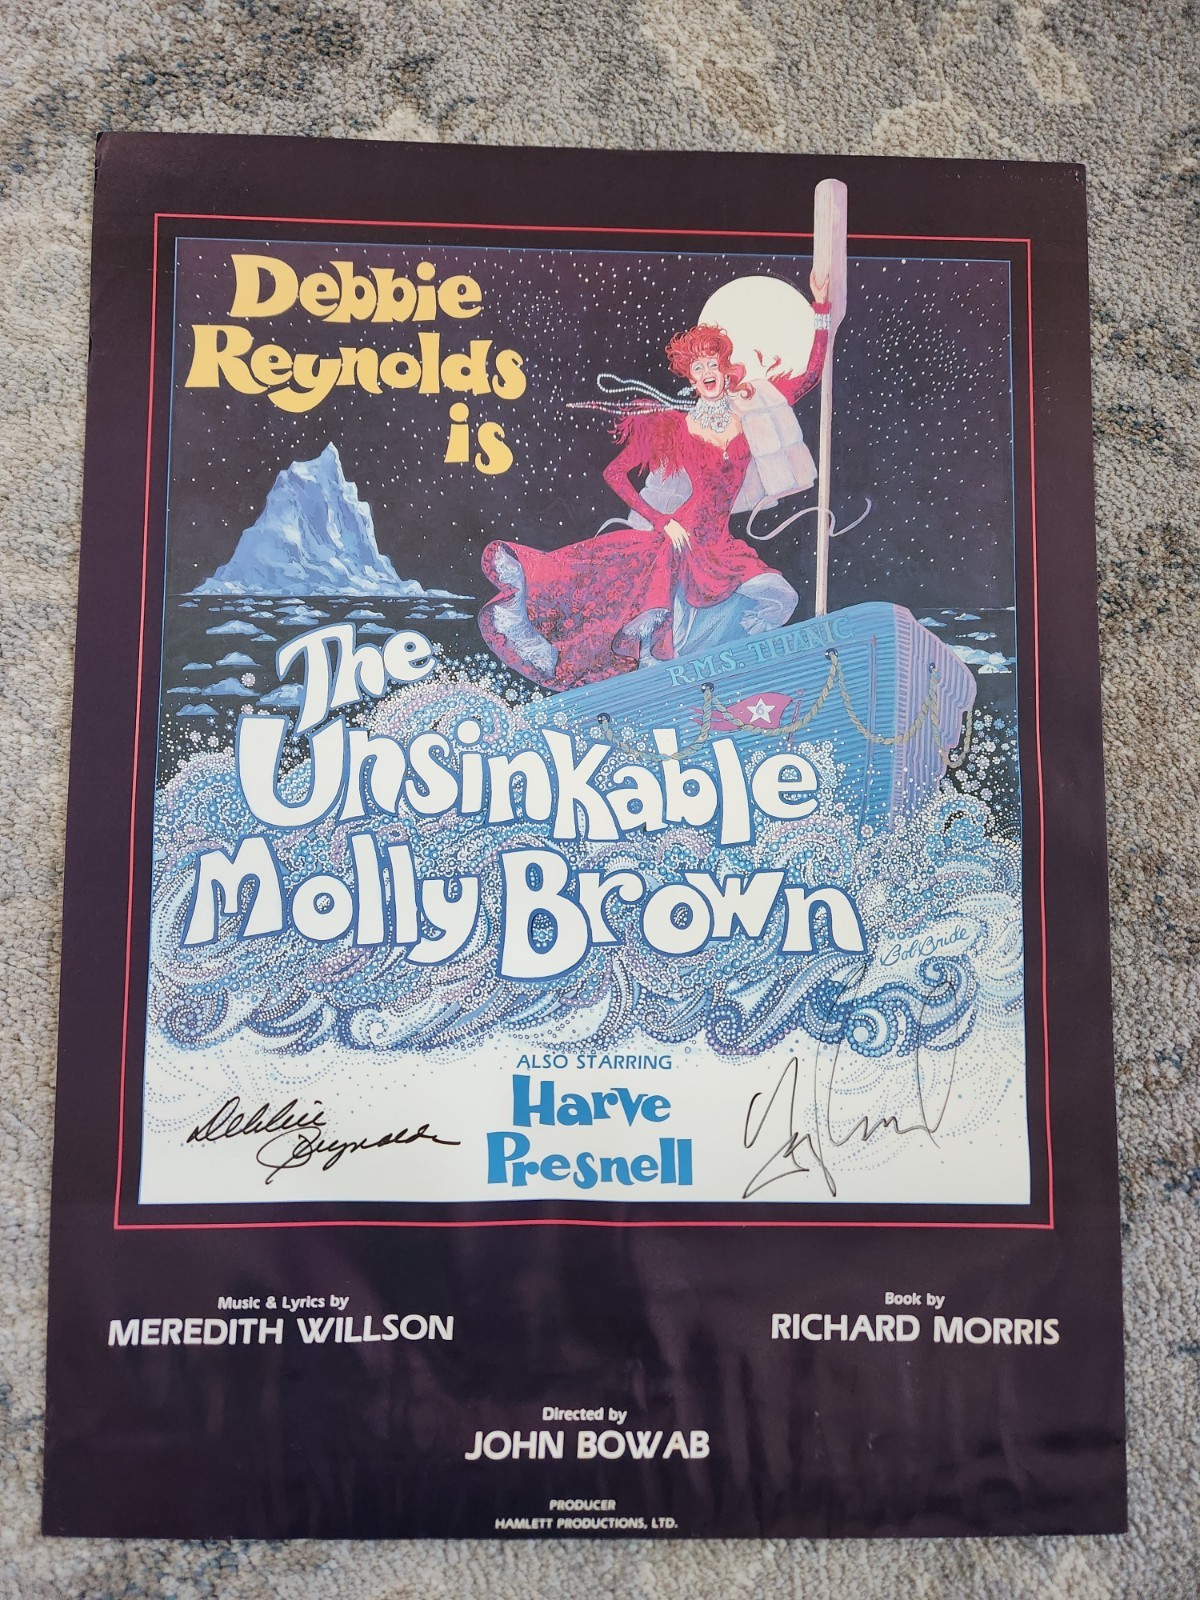 Debbie
Reynolds
is
R.M.S. TITANIC
6
The
Unsinkable
Molly Brown
Bob Bride
ALSO STARRING
Harve
Presnell
Debbie
Reynolds
Music & Lyrics by
MEREDITH WILLSON
Book by
RICHARD MORRIS
Directed by
JOHN BOWAB
PRODUCER
HAMLETT PRODUCTIONS, LTD.